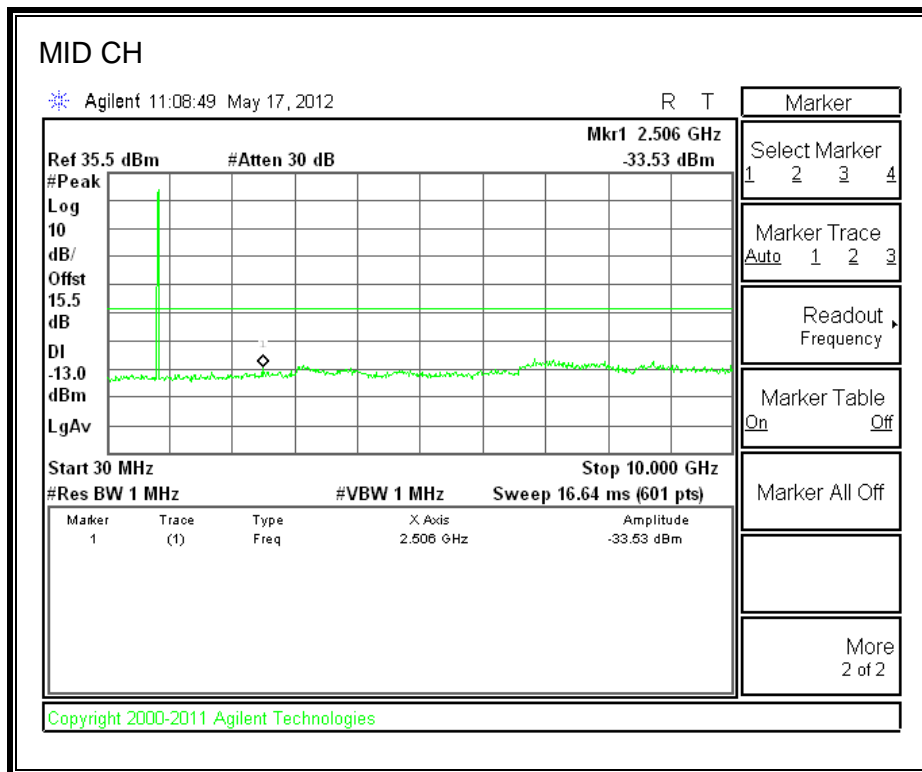 MID CH
Agilent 11:08:49 May 17, 2012 R T
Mkr1 2.506 GHz
Ref 35.5 dBm #Atten 30 dB -33.53 dBm
#Peak
Log
10
dB/
Offst
15.5
dB
DI
-13.0
dBm
LgAv
1
Start 30 MHz Stop 10.000 GHz
#Res BW 1 MHz #VBW 1 MHz Sweep 16.64 ms (601 pts)
Marker Trace Type X Axis Amplitude
1 (1) Freq 2.506 GHz -33.53 dBm
Marker
Select Marker
1 2 3 4
Marker Trace
Auto 1 2 3
Readout
Frequency
Marker Table
On Off
Marker All Off
More
2 of 2
Copyright 2000-2011 Agilent Technologies